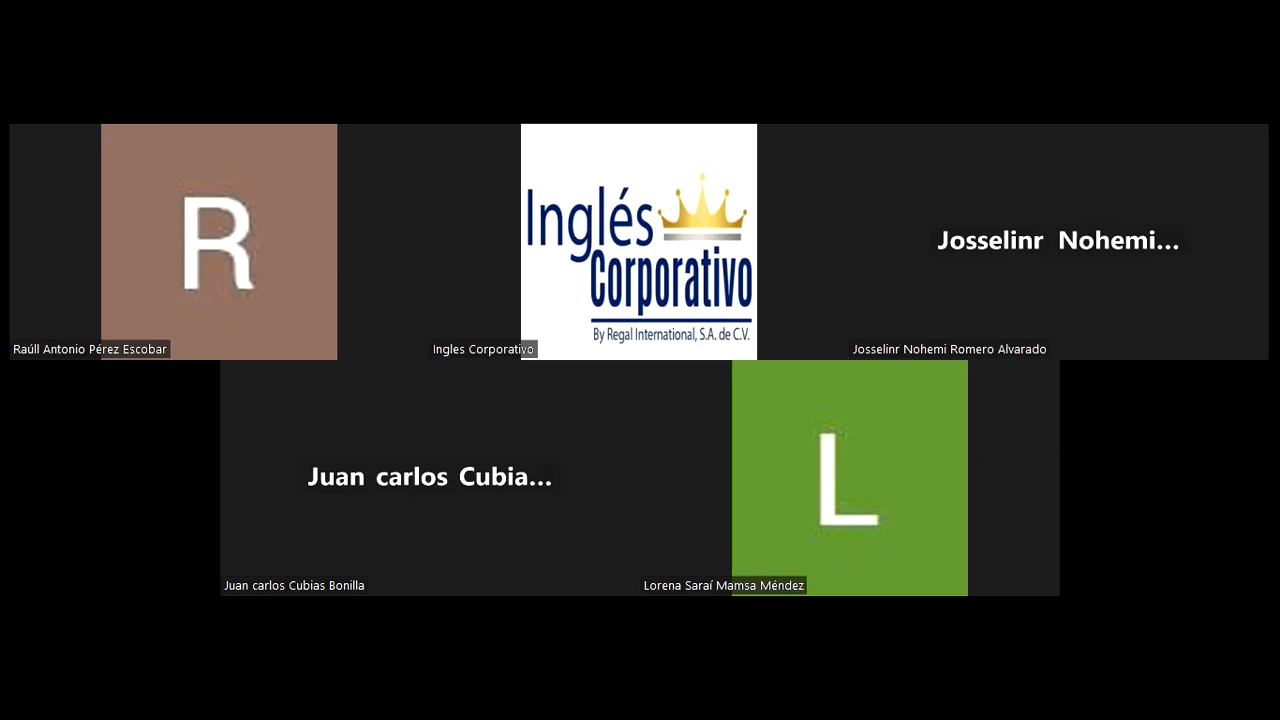 R
Raúll Antonio Pérez Escobar
Inglés
Corporativo
By Regal International, S.A. de C.V.
Ingles Corporativo
Josselinr Nohemi...
Josselinr Nohemi Romero Alvarado
Juan carlos Cubia...
Juan carlos Cubias Bonilla
L
Lorena Saraí Mamsa Méndez